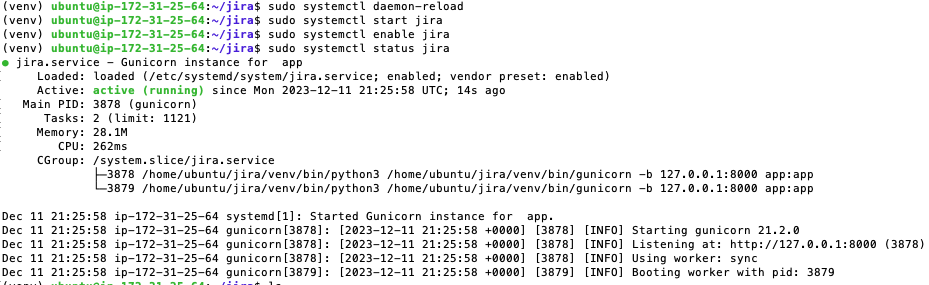 (venv) ubuntu@ip-172-31-25-64:~/jira$ sudo systemctl daemon-reload
(venv) ubuntu@ip-172-31-25-64:~/jira$ sudo systemctl start jira
(venv) ubuntu@ip-172-31-25-64:~/jira$ sudo systemctl enable jira
(venv) ubuntu@ip-172-31-25-64:~/jira$ sudo systemctl status jira
● jira.service - Gunicorn instance for  app
     Loaded: loaded (/etc/systemd/system/jira.service; enabled; vendor preset: enabled)
     Active: active (running) since Mon 2023-12-11 21:25:58 UTC; 14s ago
   Main PID: 3878 (gunicorn)
      Tasks: 2 (limit: 1121)
     Memory: 28.1M
        CPU: 262ms
     CGroup: /system.slice/jira.service
             ├─3878 /home/ubuntu/jira/venv/bin/python3 /home/ubuntu/jira/venv/bin/gunicorn -b 127.0.0.1:8000 app:app
             └─3879 /home/ubuntu/jira/venv/bin/python3 /home/ubuntu/jira/venv/bin/gunicorn -b 127.0.0.1:8000 app:app

Dec 11 21:25:58 ip-172-31-25-64 systemd[1]: Started Gunicorn instance for  app.
Dec 11 21:25:58 ip-172-31-25-64 gunicorn[3878]: [2023-12-11 21:25:58 +0000] [3878] [INFO] Starting gunicorn 21.2.0
Dec 11 21:25:58 ip-172-31-25-64 gunicorn[3878]: [2023-12-11 21:25:58 +0000] [3878] [INFO] Listening at: http://127.0.0.1:8000 (3878)
Dec 11 21:25:58 ip-172-31-25-64 gunicorn[3878]: [2023-12-11 21:25:58 +0000] [3878] [INFO] Using worker: sync
Dec 11 21:25:58 ip-172-31-25-64 gunicorn[3879]: [2023-12-11 21:25:58 +0000] [3879] [INFO] Booting worker with pid: 3879